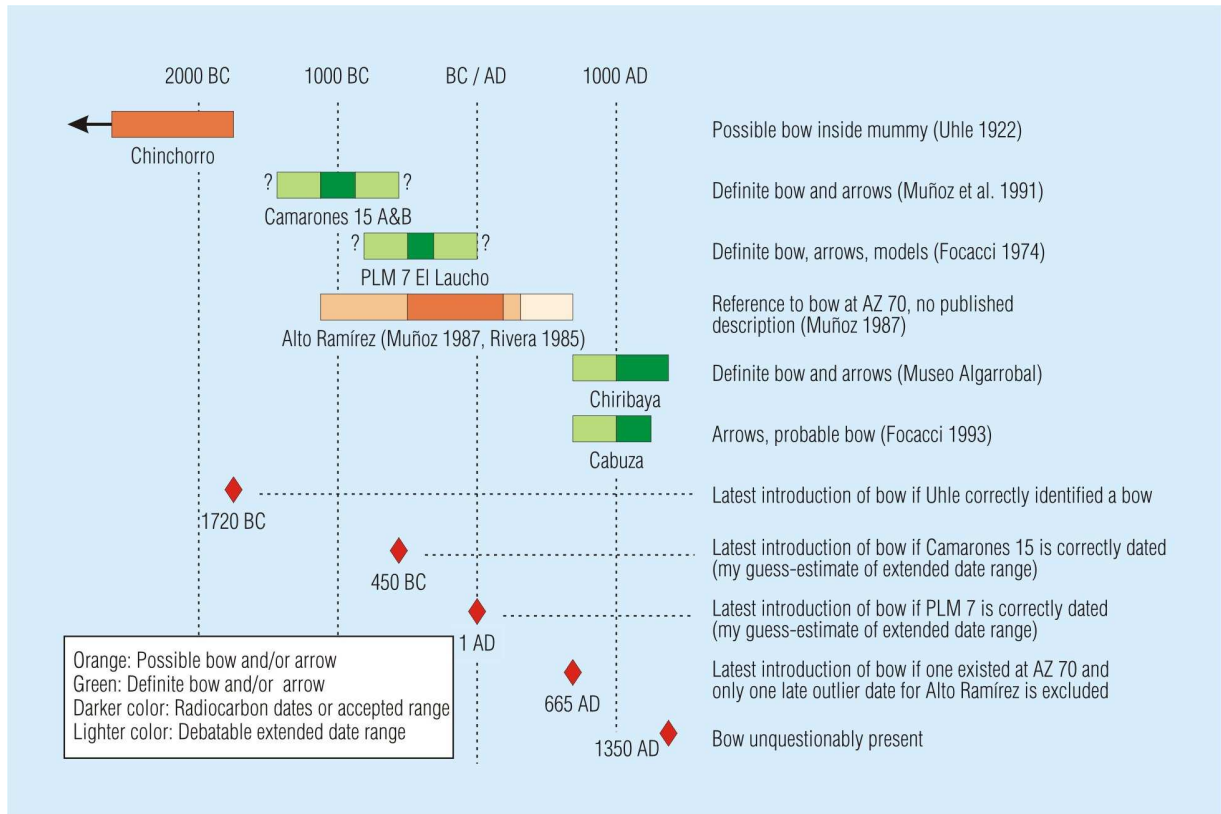 2000 BC
1000 BC
BC / AD
1000 AD
Chinchorro
Possible bow inside mummy (Uhle 1922)
? ?
Camarones 15 A&B
Definite bow and arrows (Muñoz et al. 1991)
? ?
PLM 7 El Laucho
Definite bow, arrows, models (Focacci 1974)
Alto Ramírez (Muñoz 1987, Rivera 1985)
Reference to bow at AZ 70, no published
description (Muñoz 1987)
Chiribaya
Definite bow and arrows (Museo Algarrobal)
Cabuza
Arrows, probable bow (Focacci 1993)
1720 BC
Latest introduction of bow if Uhle correctly identified a bow
450 BC
Latest introduction of bow if Camarones 15 is correctly dated
(my guess-estimate of extended date range)
1 AD
Latest introduction of bow if PLM 7 is correctly dated
(my guess-estimate of extended date range)
665 AD
Latest introduction of bow if one existed at AZ 70 and
only one late outlier date for Alto Ramírez is excluded
1350 AD
Bow unquestionably present
Orange: Possible bow and/or arrow
Green: Definite bow and/or arrow
Darker color: Radiocarbon dates or accepted range
Lighter color: Debatable extended date range